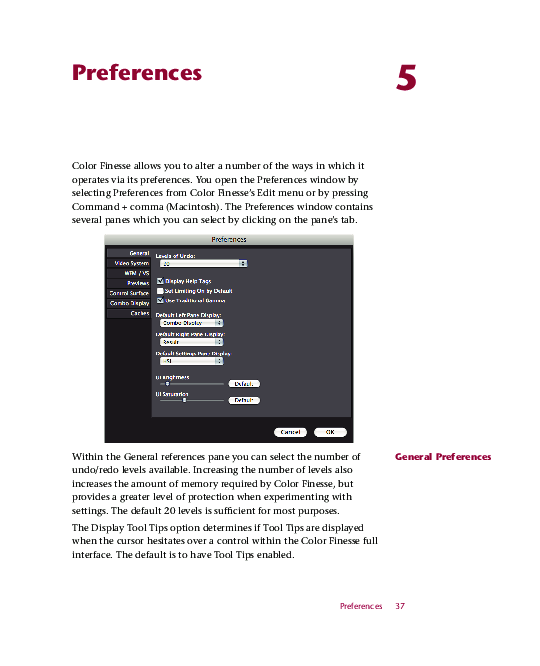 Preferences
5
Color Finesse allows you to alter a number of the ways in which it
operates via its preferences. You open the Preferences window by
selecting Preferences from Color Finesse's Edit menu or by pressing
Command + comma (Macintosh). The Preferences window contains
several panes which you can select by clicking on the pane's tab.
Preferences
General
Video System
WFM / VS
Previews
Control Surface
Combo Display
Caches
Levels of Undo:
20
Display Help Tags
Set Limiting On by Default
Use Traditional Gamma
Default Left Pane Display:
Combo Display
Default Right Pane Display:
Result
Default Settings Pane Display:
HSL
UI Brightness
Default
UI Saturation
Default
Cancel
OK
General Preferences
Within the General references pane you can select the number of
undo/redo levels available. Increasing the number of levels also
increases the amount of memory required by Color Finesse, but
provides a greater level of protection when experimenting with
settings. The default 20 levels is sufficient for most purposes.
The Display Tool Tips option determines if Tool Tips are displayed
when the cursor hesitates over a control within the Color Finesse full
interface. The default is to have Tool Tips enabled.
Preferences 37